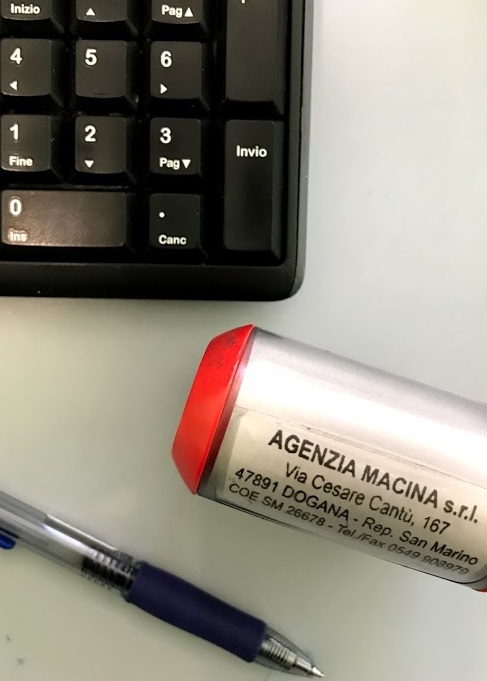 Inizio
Pag
4
5
6
1
Fine
2
3
Pag
Invio
0
Ins
.
Canc
AGENZIA MACINA s.r.l.
Via Cesare Cantù, 167
47891 DOGANA - Rep. San Marino
COE SM 26678 - Tel./Fax 0549 908979